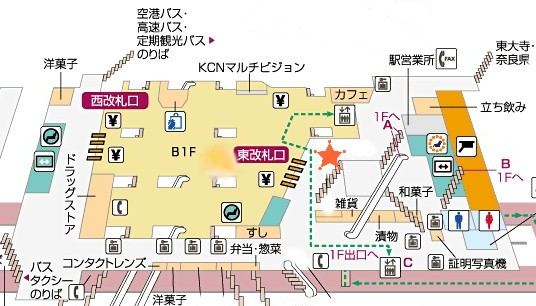 空港バス・
高速バス・
定期観光バス▶
のりば
洋菓子
KCNマルチビジョン
駅営業所
FAX
東大寺・
奈良県
西改札口
¥
¥
¥
¥
カフェ
立ち飲み
1Fへ
A
B1F
東改札口
B
1Fへ
ドラッグストア
和菓子
雑貨
すし
漬物
弁当・惣菜
コンタクトレンズ
1F出口へ
C
証明写真機
◀バス
タクシー
のりば
洋菓子